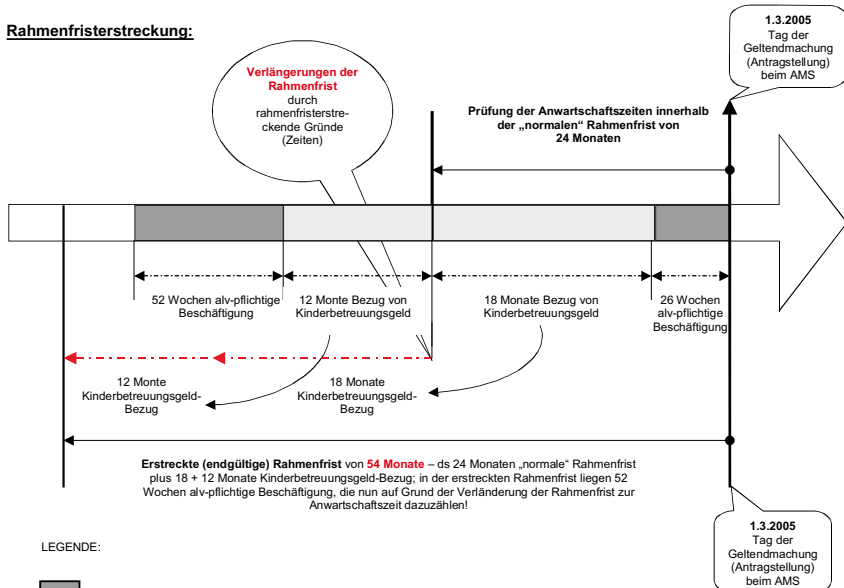 Rahmenfristerstreckung:
1.3.2005
Tag der
Geltendmachung
(Antragstellung)
beim AMS
Verlängerungen der
Rahmenfrist
durch
rahmenfristerstre-
ckende Gründe
(Zeiten)
Prüfung der Anwartschaftszeiten innerhalb
der „normalen“ Rahmenfrist von
24 Monaten
52 Wochen alv-pflichtige
Beschäftigung
12 Monte Bezug von
Kinderbetreuungsgeld
18 Monate Bezug von
Kinderbetreuungsgeld
26 Wochen
alv-pflichtige
Beschäftigung
12 Monte
Kinderbetreuungsgeld-
Bezug
18 Monate
Kinderbetreuungsgeld-
Bezug
Erstreckte (endgültige) Rahmenfrist von 54 Monate – ds 24 Monaten „normale“ Rahmenfrist
plus 18 + 12 Monate Kinderbetreuungsgeld-Bezug; in der erstreckten Rahmenfrist liegen 52
Wochen alv-pflichtige Beschäftigung, die nun auf Grund der Veränderung der Rahmenfrist zur
Anwartschaftszeit dazuzählen!
1.3.2005
Tag der
Geltendmachung
(Antragstellung)
beim AMS
LEGENDE: